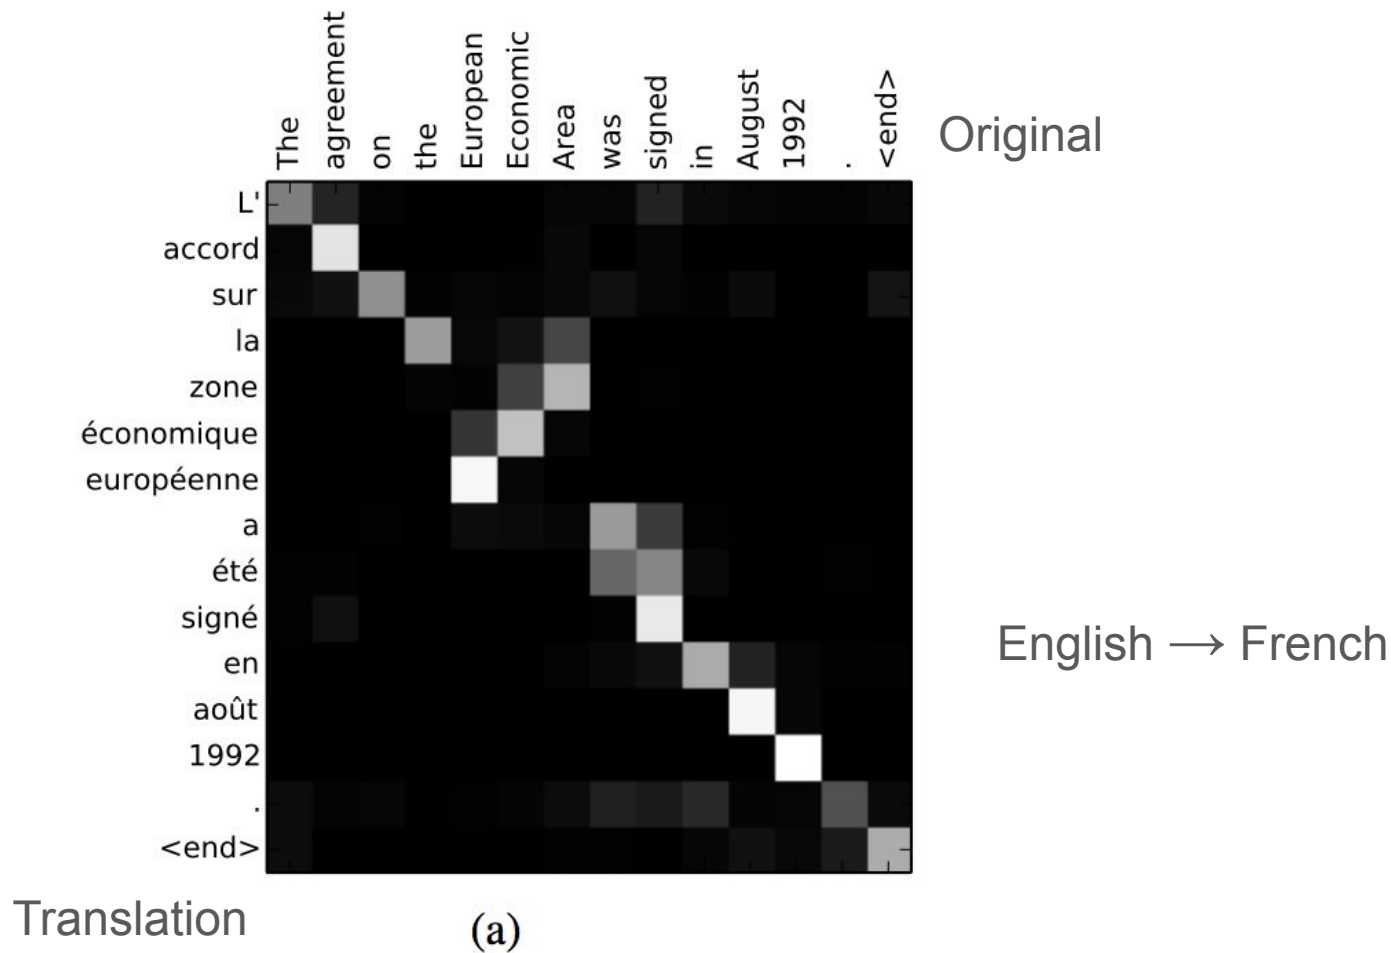 The
agreement
on
the
European
Economic
Area
was
signed
in
August
1992
.
<end>
Original
L'
accord
sur
la
zone
économique
européenne
a
été
signé
en
août
1992
.
<end>
English → French
Translation
(a)